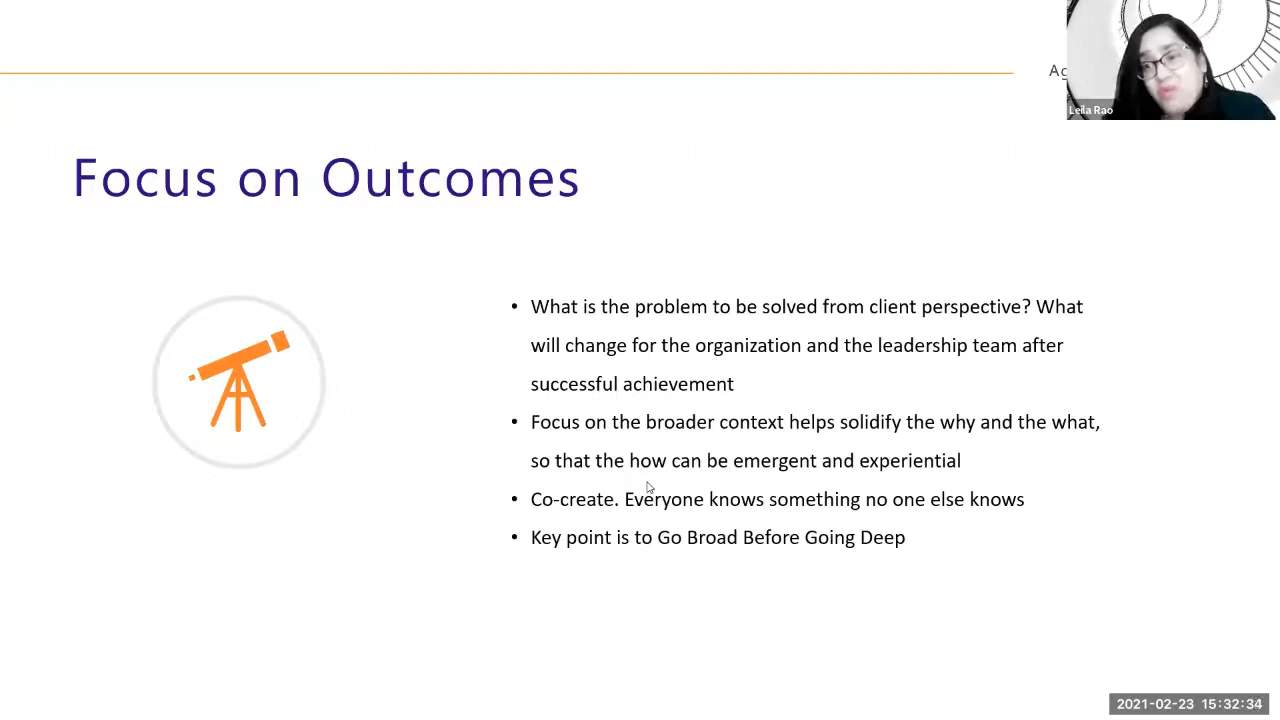 Ag
Leila Rao
Focus on Outcomes
• What is the problem to be solved from client perspective? What
will change for the organization and the leadership team after
successful achievement
• Focus on the broader context helps solidify the why and the what,
so that the how can be emergent and experiential
• Co-create. Everyone knows something no one else knows
• Key point is to Go Broad Before Going Deep
2021-02-23 15:32:34